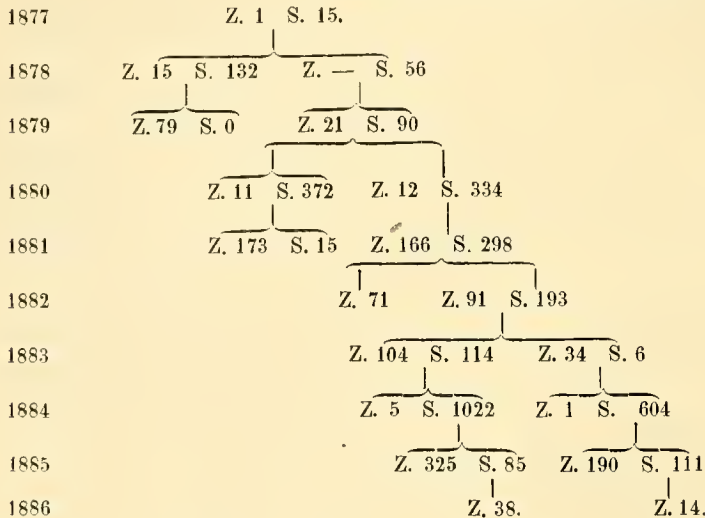 1877 Z. 1 S. 15.
1878 Z. 15 S. 132 Z. — S. 56
1879 Z. 79 S. 0 Z. 21 S. 90
1880 Z. 11 S. 372 Z. 12 S. 334
1881 Z. 173 S. 15 Z. 166 S. 298
1882 Z. 71 Z. 91 S. 193
1883 Z. 104 S. 114 Z. 34 S. 6
1884 Z. 5 S. 1022 Z. 1 S. 604
1885 Z. 325 S. 85 Z. 190 S. 111
1886 Z. 38. Z. 14.